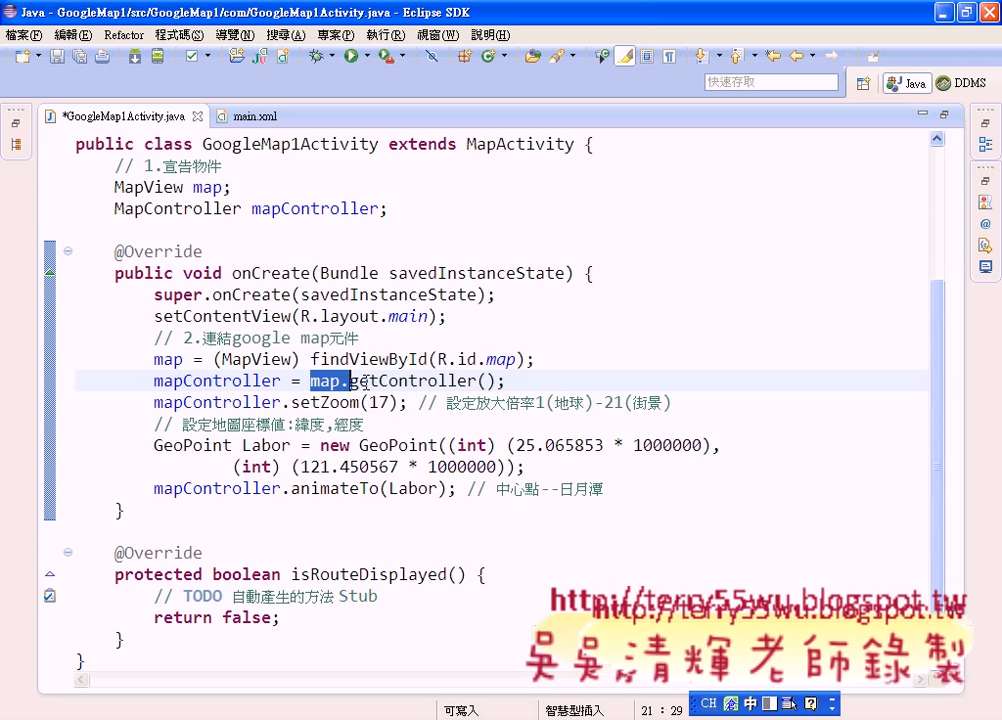 Java - GoogleMap1/src/GoogleMap1/com/GoogleMap1Activity.java - Eclipse SDK
檔案(F) 編輯(E) Refactor 程式碼(S) 導覽(N) 搜尋(A) 專案(P) 執行(R) 視窗(W) 說明(H)
快速存取 Java DDMS
*GoogleMap1Activity.java main.xml
public class GoogleMap1Activity extends MapActivity {
// 1.宣告物件
MapView map;
MapController mapController;
@Override
public void onCreate(Bundle savedInstanceState) {
super.onCreate(savedInstanceState);
setContentView(R.layout.main);
// 2.連結google map元件
map = (MapView) findViewById(R.id.map);
mapController = map.getController();
mapController.setZoom(17); // 設定放大倍率1(地球)-21(街景)
// 設定地圖座標值:緯度,經度
GeoPoint Labor = new GeoPoint((int) (25.065853 * 1000000),
(int) (121.450567 * 1000000));
mapController.animateTo(Labor); // 中心點--日月潭
}
@Override
protected boolean isRouteDisplayed() {
// TODO 自動產生的方法 Stub
return false;
}
}
http://terry55wu.blogspot.tw
http://terry55wu.blogspot.tw
吳吳清輝老師錄製
可寫入 智慧型插入 21 : 29
CH 中